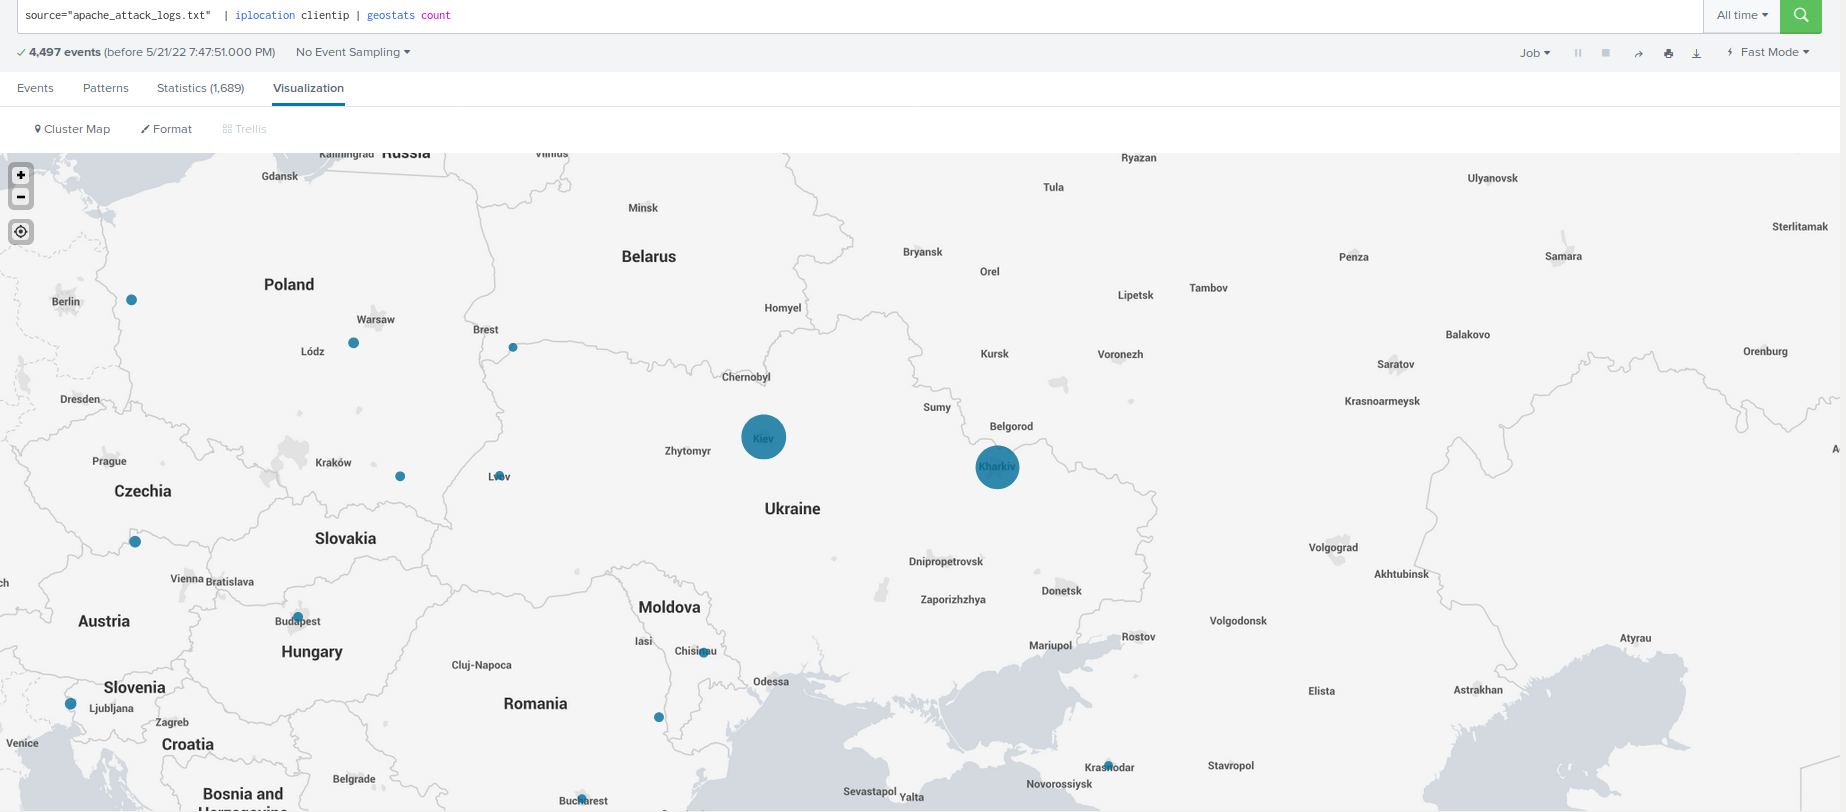 source="apache_attack_logs.txt" | iplocation clientip | geostats count
All time
4,497 events (before 5/21/22 7:47:51.000 PM) No Event Sampling
Job
Fast Mode
Events Patterns Statistics (1,689) Visualization
Cluster Map Format Trellis
Kaliningrad Russia Vilnius
Ryazan
Gdansk
Ulyanovsk
Tula
Minsk
Sterlitamak
Bryansk
Belarus
Penza
Samara
Orel
Poland
Tambov
Lipetsk
Berlin
Homyel
Warsaw
Brest
Balakovo
Lódz
Kursk
Voronezh
Orenburg
Saratov
Chernobyl
Dresden
Krasnoarmeysk
Sumy
Belgorod
Kiev
Zhytomyr
A
Prague
Kraków
Kharkiv
Lvov
Czechia
Ukraine
Slovakia
Volgograd
Dnipropetrovsk
Akhtubinsk
ch
Vienna Bratislava
Donetsk
Zaporizhzhya
Moldova
Austria
Budapest
Volgodonsk
Rostov
Atyrau
Iasi
Mariupol
Hungary
Chisinau
Cluj-Napoca
Odessa
Slovenia
Elista
Astrakhan
Romania
Ljubljana
Zagreb
Venice
Croatia
Stavropol
Krasnodar
Belgrade
Novorossiysk
Bosnia and
Sevastapol
Yalta
Bucharest
Herzegovina